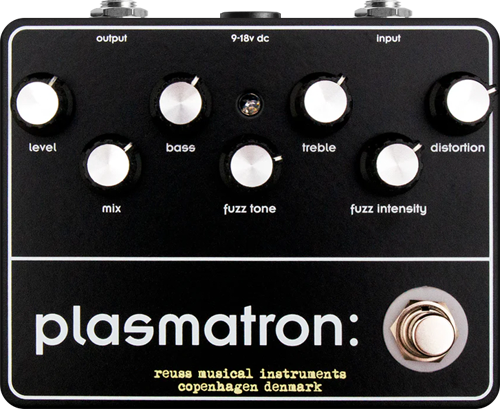 output 9-18v dc input
level bass treble distortion
mix fuzz tone fuzz intensity
plasmatron:
reuss musical instruments
copenhagen denmark